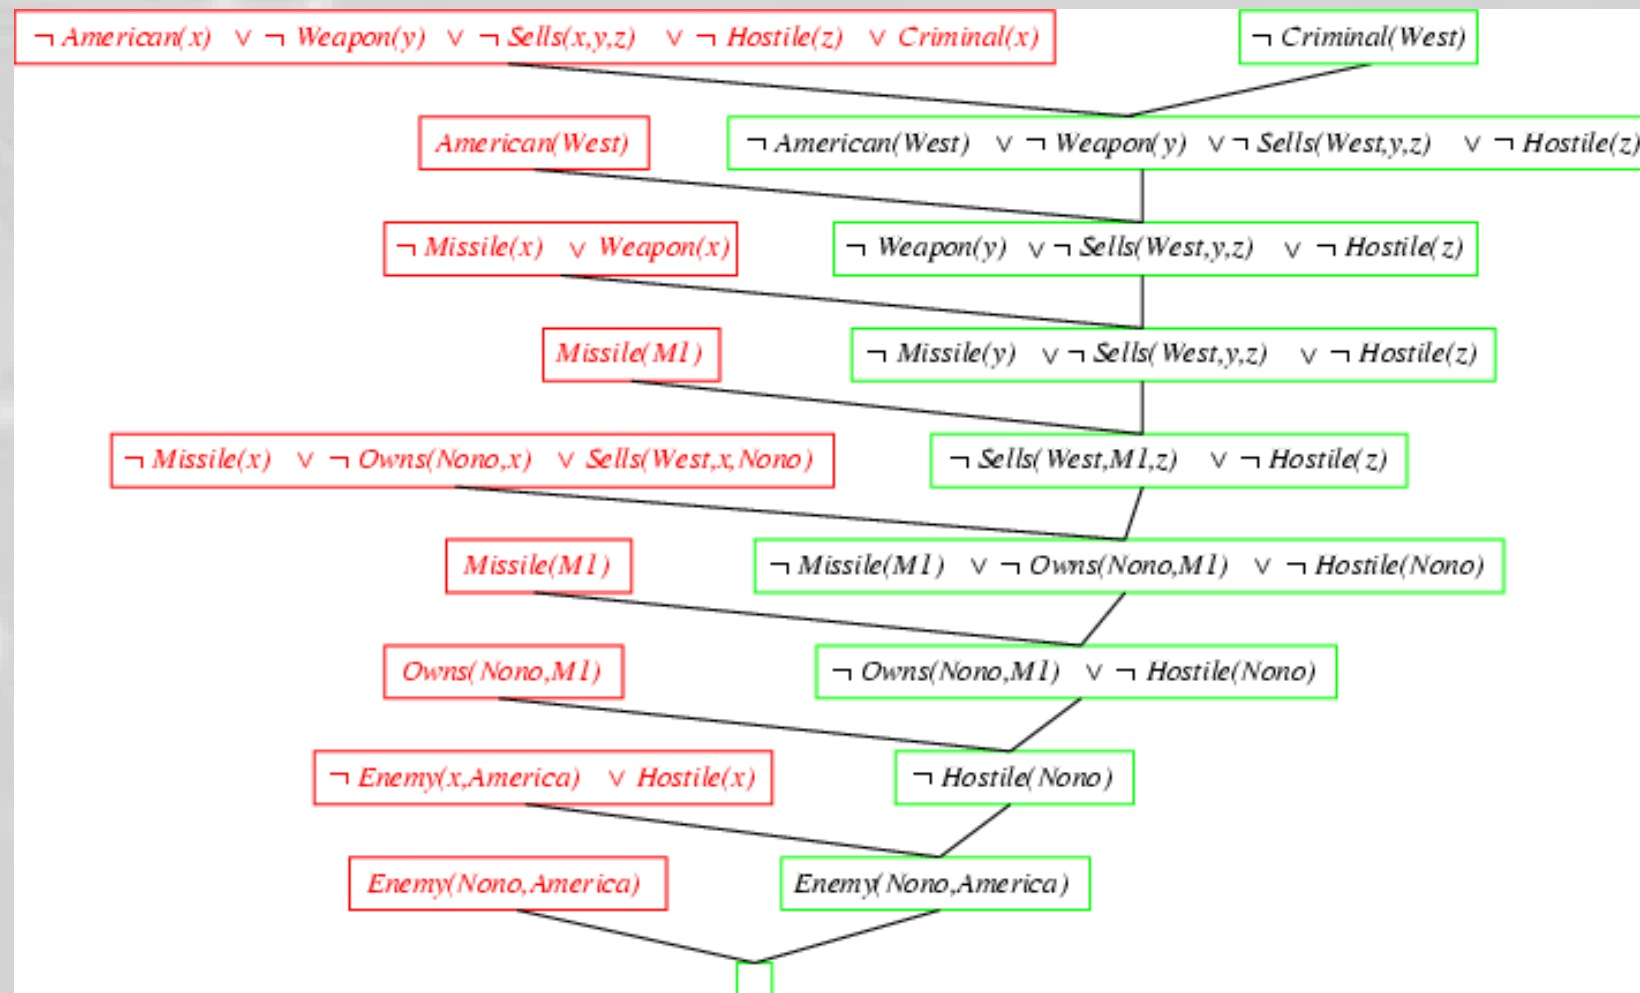 ¬ American(x) ∨ ¬ Weapon(y) ∨ ¬ Sells(x,y,z) ∨ ¬ Hostile(z) ∨ Criminal(x) ¬ Criminal(West)
American(West) ¬ American(West) ∨ ¬ Weapon(y) ∨ ¬ Sells(West,y,z) ∨ ¬ Hostile(z)
¬ Missile(x) ∨ Weapon(x) ¬ Weapon(y) ∨ ¬ Sells(West,y,z) ∨ ¬ Hostile(z)
Missile(M1) ¬ Missile(y) ∨ ¬ Sells(West,y,z) ∨ ¬ Hostile(z)
¬ Missile(x) ∨ ¬ Owns(Nono,x) ∨ Sells(West,x,Nono) ¬ Sells(West,M1,z) ∨ ¬ Hostile(z)
Missile(M1) ¬ Missile(M1) ∨ ¬ Owns(Nono,M1) ∨ ¬ Hostile(Nono)
Owns(Nono,M1) ¬ Owns(Nono,M1) ∨ ¬ Hostile(Nono)
¬ Enemy(x,America) ∨ Hostile(x) ¬ Hostile(Nono)
Enemy(Nono,America) Enemy(Nono,America)